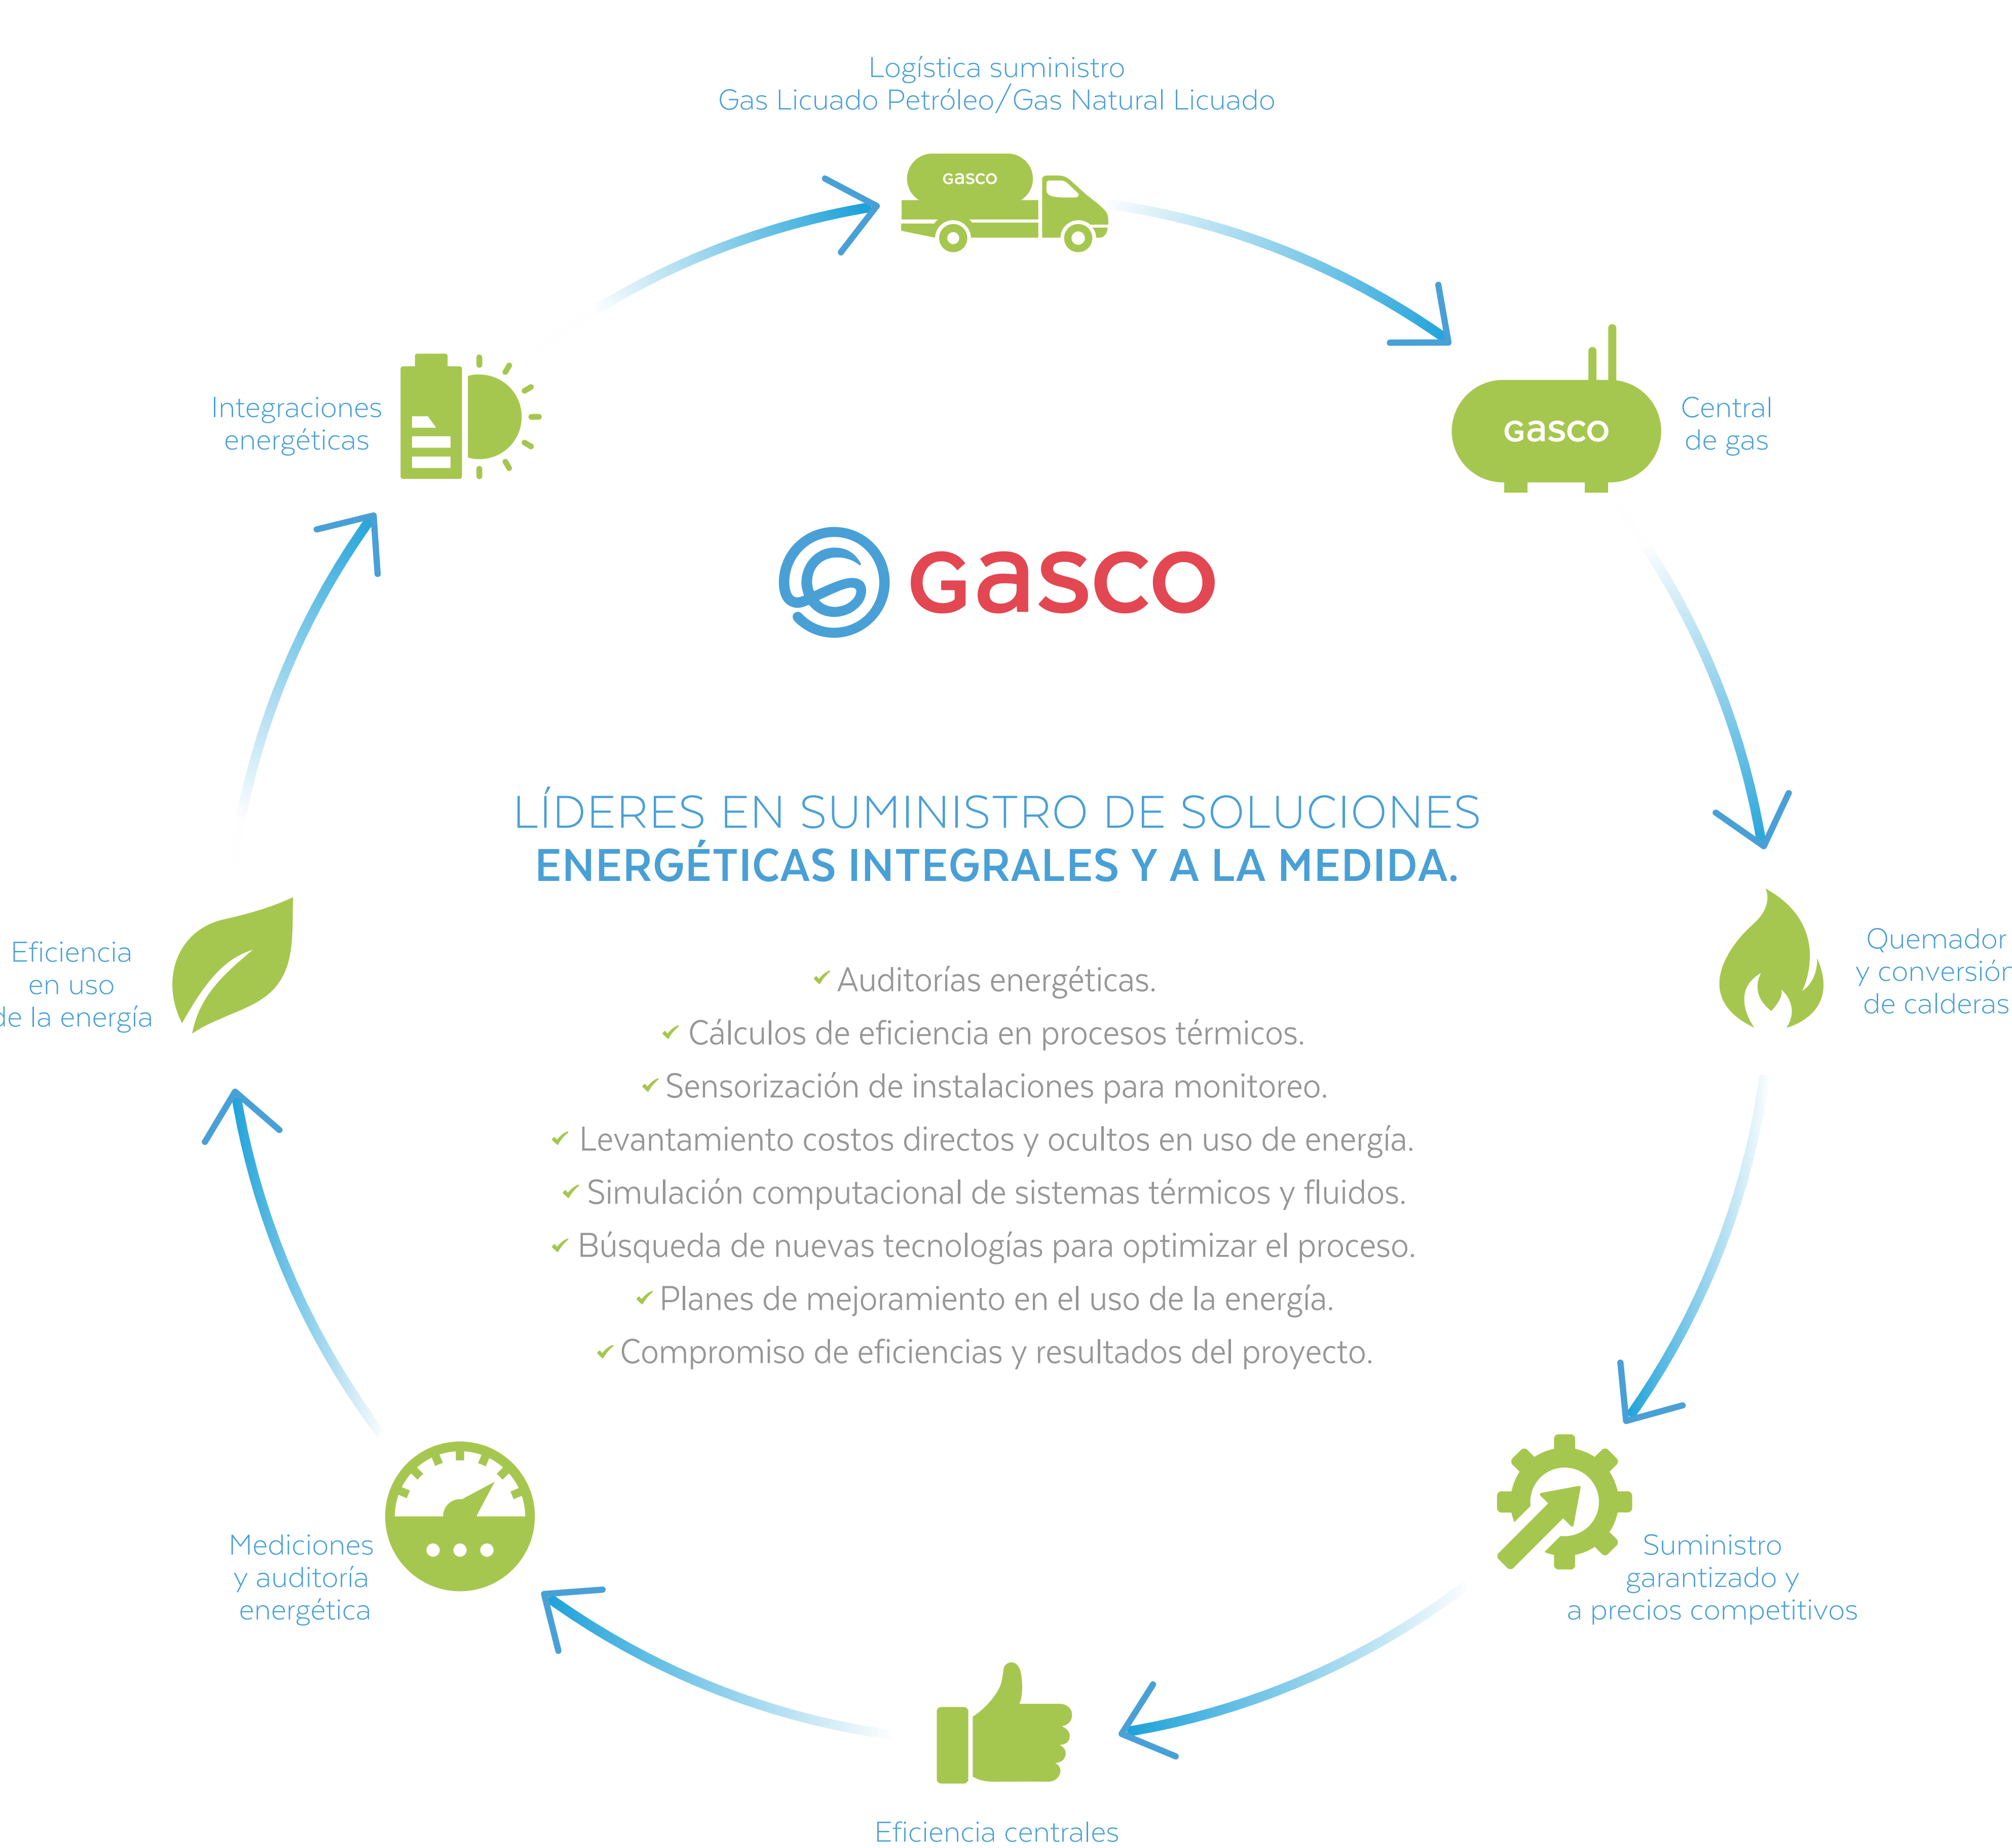 Logística suministro
Gas Licuado Petróleo/Gas Natural Licuado
GASCO
Integraciones
energéticas
GASCO
Central
de gas
GASCO
LÍDERES EN SUMINISTRO DE SOLUCIONES
ENERGÉTICAS INTEGRALES Y A LA MEDIDA.
Eficiencia
en uso
de la energía
Quemador
y conversión
de calderas
Auditorías energéticas.
Cálculos de eficiencia en procesos térmicos.
Sensorización de instalaciones para monitoreo.
Levantamiento costos directos y ocultos en uso de energía.
Simulación computacional de sistemas térmicos y fluidos.
Búsqueda de nuevas tecnologías para optimizar el proceso.
Planes de mejoramiento en el uso de la energía.
Compromiso de eficiencias y resultados del proyecto.
Mediciones
y auditoría
energética
Suministro
garantizado y
a precios competitivos
Eficiencia centrales